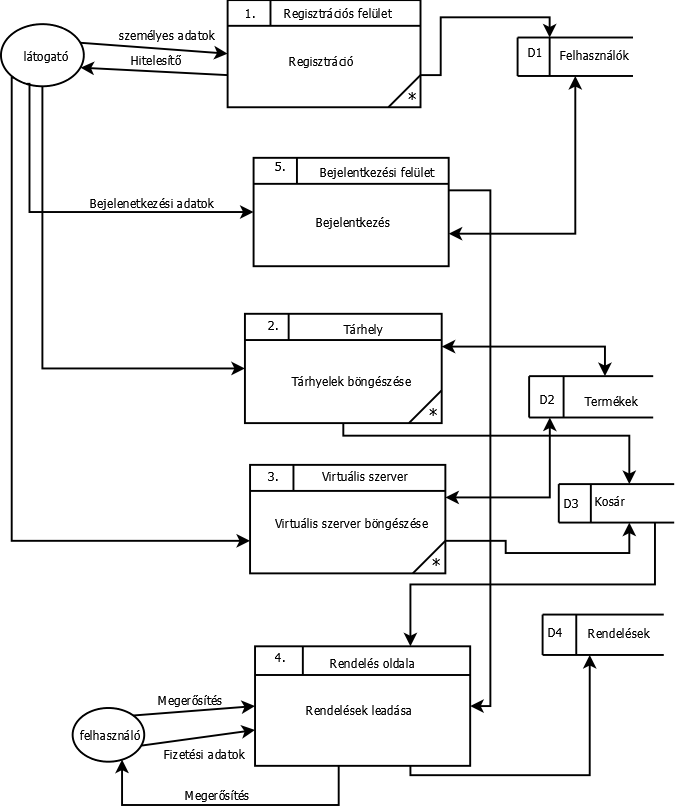 1. Regisztrációs felület
személyes adatok
látogató
Hitelesítő
Regisztráció
*
D1 Felhasználók
5. Bejelentkezési felület
Bejelenetkezési adatok
Bejelentkezés
2. Tárhely
Tárhyelek böngészése
*
D2 Termékek
3. Virtuális szerver
Virtuális szerver böngészése
*
D3 Kosár
D4 Rendelések
4. Rendelés oldala
Megerősítés
Rendelések leadása
felhasználó
Fizetési adatok
Megerősítés